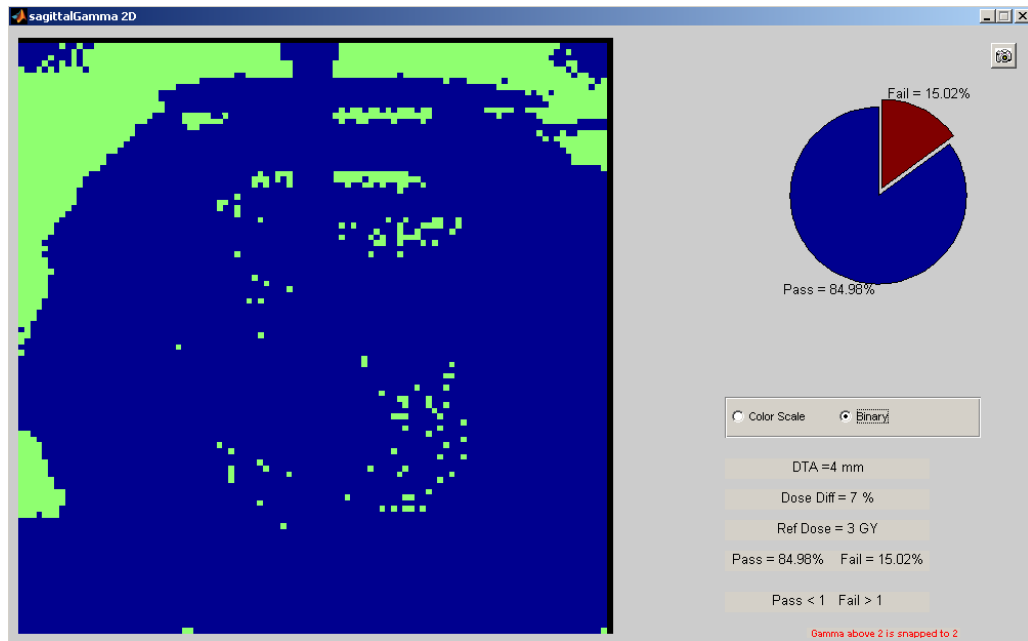 sagittalGamma 2D
Fail = 15.02%
Pass = 84.98%
Color Scale Binary
DTA =4 mm
Dose Diff = 7 %
Ref Dose = 3 GY
Pass = 84.98% Fail = 15.02%
Pass < 1 Fail > 1
Gamma above 2 is snapped to 2